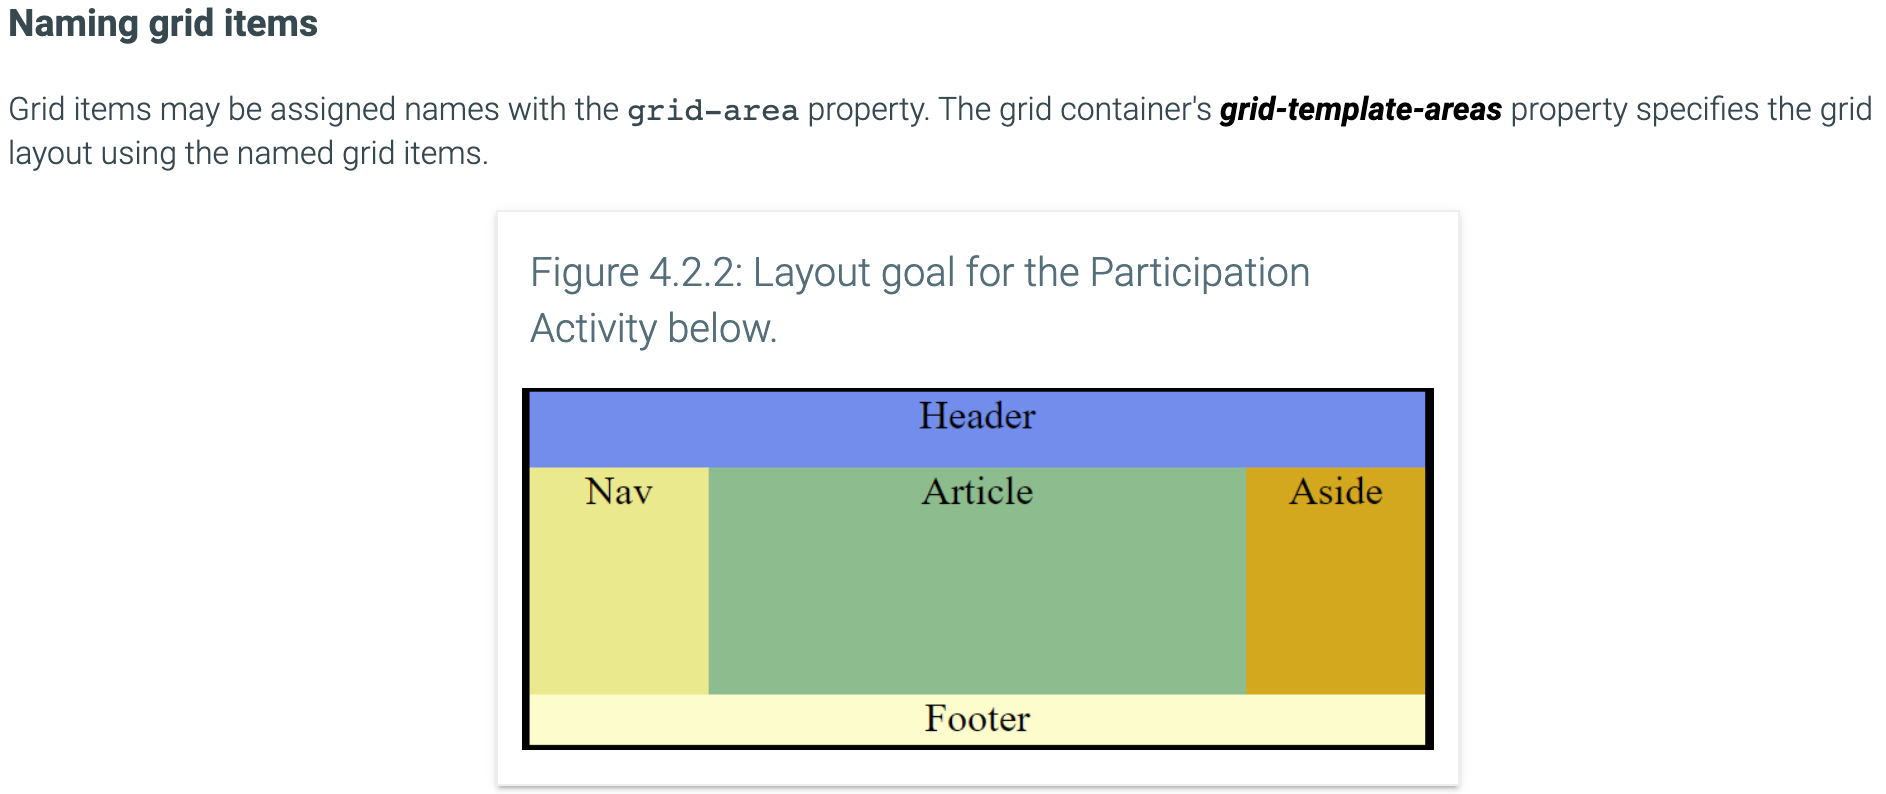 Naming grid items
Grid items may be assigned names with the grid-area property. The grid container's grid-template-areas property specifies the grid
layout using the named grid items.
Figure 4.2.2: Layout goal for the Participation
Activity below.
Header
Nav
Article
Aside
Footer